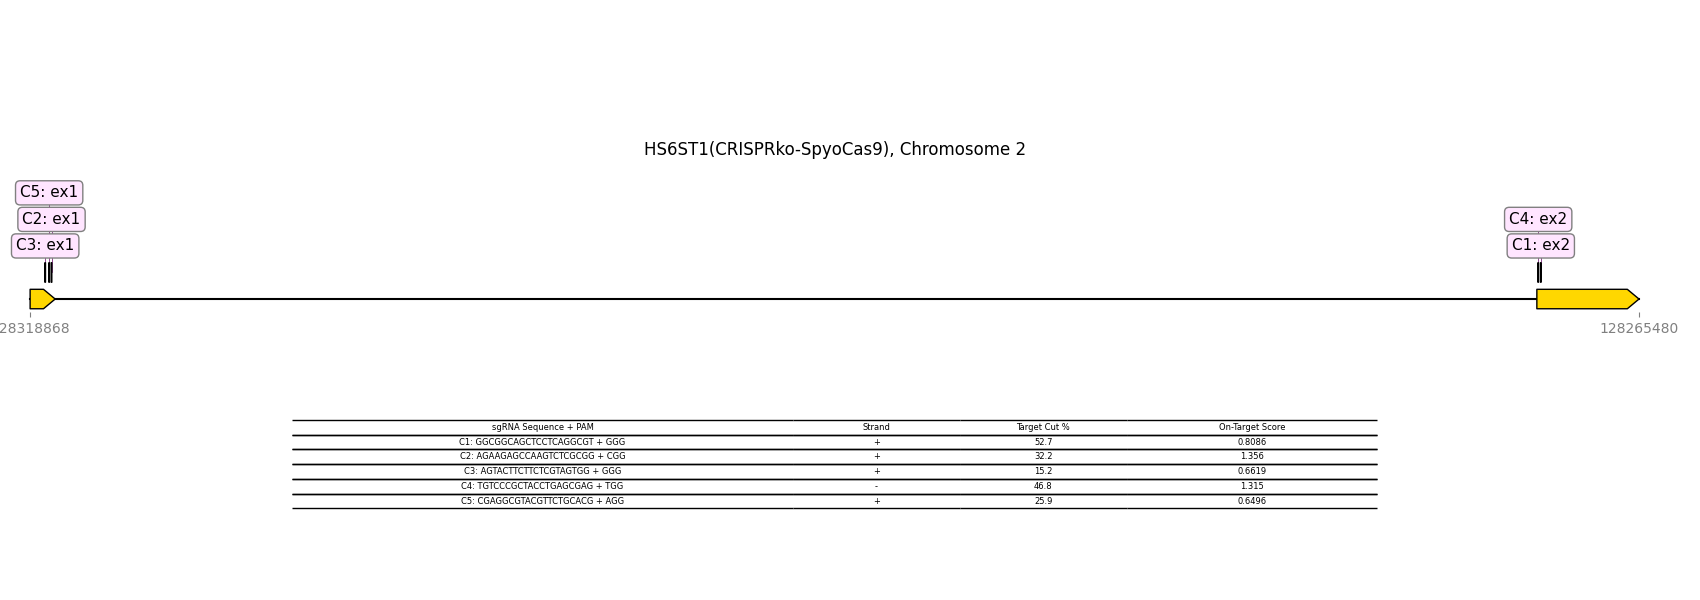 HS6ST1(CRISPRko-SpyoCas9), Chromosome 2
C5: ex1
C2: ex1
C4: ex2
C3: ex1
C1: ex2
28318868
128265480
sgRNA Sequence + PAM Strand Target Cut % On-Target Score
C1: GGCGGCAGCTCCTCAGGCGT + GGG + 52.7 0.8086
C2: AGAAGAGCCAAGTCTCGCGG + CGG + 32.2 1.356
C3: AGTACTTCTTCTCGTAGTGG + GGG + 15.2 0.6619
C4: TGTCCCGCTACCTGAGCGAG + TGG - 46.8 1.315
C5: CGAGGCGTACGTTCTGCACG + AGG + 25.9 0.6496